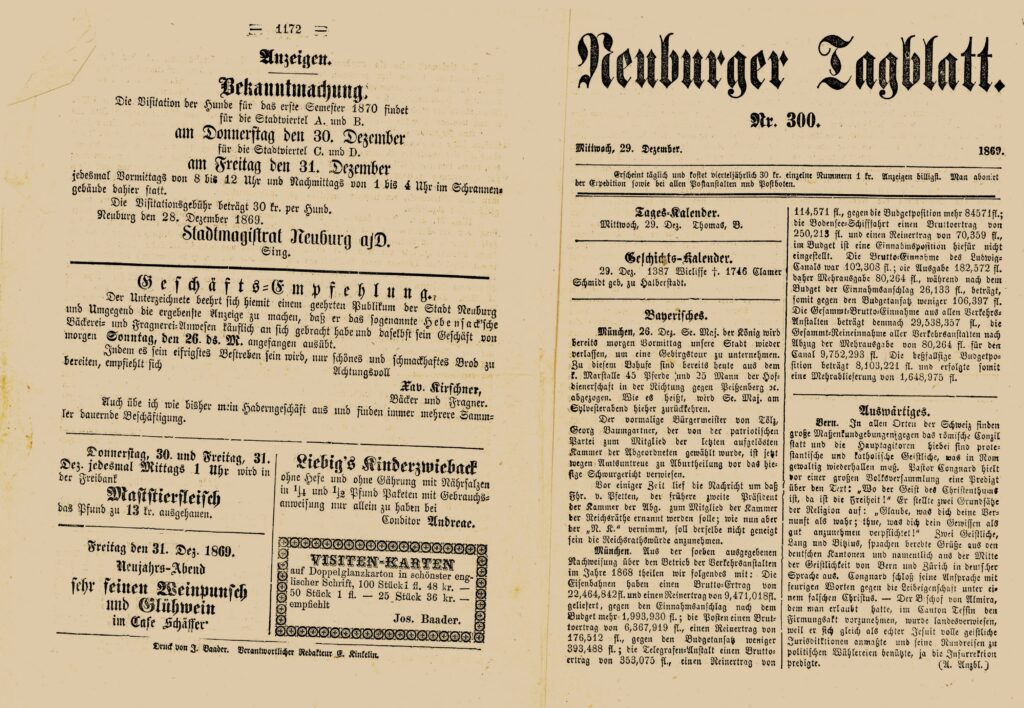 1172
Anzeigen.
Bekanntmachung.
Die Visitation der Hunde für das erste Semester 1870 findet
für die Stadtviertel A. und B.
am Donnerstag den 30. Dezember
für die Stadtviertel C. und D.
am Freitag den 31. Dezember
jedesmal Vormittags von 8 bis 12 Uhr und Nachmittags von 1 bis 4 Uhr im Schrannen-
gebäude dahier statt.
Die Visitationsgebühr beträgt 30 kr. per Hund.
Neuburg den 28. Dezember 1869.
Stadtmagistrat Neuburg a/D.
Sing.
Geschäfts-Empfehlung.
Der Unterzeichnete beehrt sich hiemit einem geehrten Publikum der Stadt Neuburg
und Umgegend die ergebenste Anzeige zu machen, daß er das sogenannte Hebensack'sche
Bäckerei- und Fragnerei-Anwesen käuflich an sich gebracht habe und daselbst sein Geschäft von
morgen Sonntag, den 26. ds. M. angefangen ausübt.
Indem es sein eifrigstes Bestreben sein wird, nur schönes und schmackhaftes Brod zu
bereiten, empfiehlt sich
Achtungsvoll
Xav. Kirschner,
Bäcker und Fragner.
Auch übe ich wie bisher mein Haderngeschäft aus und finden immer mehrere Samm-
ler dauernde Beschäftigung.
Donnerstag, 30. und Freitag, 31.
Dez. jedesmal Mittags 1 Uhr wird in
der Freibank
Maststierfleisch
das Pfund zu 13 kr. ausgehauen.
Freitag den 31. Dez. 1869.
Neujahrs-Abend
sehr feinen Weinpunsch
und Glühwein
im Cafe Schäffer
Liebig's Kinderzwieback
ohne Hefe und ohne Gährung mit Nährsalzen
in 1/4 und 1/2 Pfund Paketen mit Gebrauchs-
anweisung nur allein zu haben bei
Conditor Andreae.
VISITEN-KARTEN
auf Doppelglanzkarton in schönster eng-
lischer Schrift, 100 Stück 1 fl. 48 kr. —
50 Stück 1 fl. — 25 Stück 36 kr. —
empfiehlt
Jos. Baader.
Druck von J. Baader. Verantwortlicher Redakteur E. Kinkelin.
Neuburger Tagblatt.
Nr. 300.
Mittwoch, 29. Dezember. 1869.
Erscheint täglich und kostet vierteljährlich 30 kr. einzelne Nummern 1 kr. Anzeigen billigst. Man abonirt
bei der Expedition sowie bei allen Postanstalten und Postboten.
Tages-Kalender.
Mittwoch, 29. Dez. Thomas, B.
Geschichts-Kalender.
29. Dez. 1387 Wicliffe †. 1746 Clamer
Schmidt geb. zu Halberstadt.
Bayerisches.
München, 26. Dez. Se. Maj. der König wird
bereits morgen Vormittag unsere Stadt wieder
verlassen, um eine Gebirgstour zu unternehmen.
Zu diesem Behufe sind bereits heute aus dem
k. Marstalle 45 Pferde und 25 Mann der Hof-
dienerschaft in der Richtung gegen Peißenberg ꝛc.
abgezogen. Wie es heißt, wird Se. Maj. am
Sylvesterabend hieher zurückkehren.
Der vormalige Bürgermeister von Tölz,
Georg Baumgartner, der von der patriotischen
Partei zum Mitglied der letzten aufgelösten
Kammer der Abgeordneten gewählt wurde, ist jetzt
wegen Amtsuntreue zu Aburtheilung vor das hie-
sige Schwurgericht verwiesen.
Vor einiger Zeit lief die Nachricht um daß
Fhr. v. Pfetten, der frühere zweite Präsident
der Kammer der Abg. zum Mitglied der Kammer
der Reichsräthe ernannt werden solle; wie nun aber
der "N. K." vernimmt, soll derselbe nicht geneigt
sein die Reichsrathswürde anzunehmen.
München. Aus der soeben ausgegebenen
Nachweisung über den Betrieb der Verkehrsanstalten
im Jahre 1868 theilen wir folgendes mit: Die
Eisenbahnen haben einen Brutto-Ertrag von
22,464,842 fl. und einen Reinertrag von 9,471,018 fl.
geliefert, gegen den Einnahmsanschlag nach dem
Budget mehr 1,993,930 fl.; die Posten einen Brut-
toertrag von 6,367,919 fl., einen Reinertrag von
176,512 fl., gegen den Budgetansatz weniger
393,488 fl.; die Telegrafen-Anstalt einen Brutto-
ertrag von 353,075 fl., einen Reinertrag von
114,571 fl., gegen die Budgetposition mehr 84571 fl.;
die Bodensee-Schifffahrt einen Bruttoertrag von
250,213 fl. und einen Reinertrag von 70,359 fl.,
im Budget ist eine Einnahmsposition hiefür nicht
eingestellt. Die Brutto-Einnahme des Ludwig-
Canals war 102,308 fl.; die Ausgabe 182,572 fl.
daher Mehrausgabe 80,264 fl., während nach dem
Budget der Einnahmsanschlag 26,133 fl., beträgt,
somit gegen den Budgetansatz weniger 106,397 fl.
Die Gesammt-Brutto-Einnahme aus allen Verkehrs-
Anstalten beträgt demnach 29,538,357 fl., die
Gesammt-Reineinnahme aller Verkehrsanstalten nach
Abzug der Mehrausgabe von 80,264 fl. für den
Canal 9,752,293 fl. Die desfallsige Budgetpo-
sition beträgt 8,103,221 fl. und erfolgte somit
eine Mehrablieferung von 1,648,975 fl.
Auswärtiges.
Bern. In allen Orten der Schweiz finden
große Massenkundgebungen gegen das römische Conzil
statt und die Hauptagitoren hiebei sind pro-
testantische und katholische Geistliche, was in Rom
gewaltig wiederhallen muß. Pastor Congnard hielt
vor einer großen Volksversammlung eine Predigt
über den Text: „Wo der Geist des Christenthums
ist, da ist die Freiheit!" Er stellte zwei Grundsätze
der Religion auf: „Glaube, was dich deine Ver-
nunft als wahr; thue, was dich dein Gewissen als
gut anzunehmen verpflichtet!" Zwei Geistliche,
Lang und Bitzius, sprachen beredte Grüße aus den
deutschen Kantonen und namentlich aus der Mitte
der Geistlichkeit von Bern und Zürich in deutscher
Sprache aus. Congnard schloß seine Ansprache mit
feurigen Worten gegen die Leibeigenschaft unter ei-
nem falschen Christus. — Der Bischof von Almira,
dem man erlaubt hatte, im Canton Tessin den
Firmungsakt vorzunehmen, wurde landesverwiesen,
weil er sich gleich als echter Jesuit volle geistliche
Jurisdiktionen anmaßte und seine Rundreisen zu
politischen Wühlereien benützte, ja die Insurrektion
predigte. (A. Anzbl.)